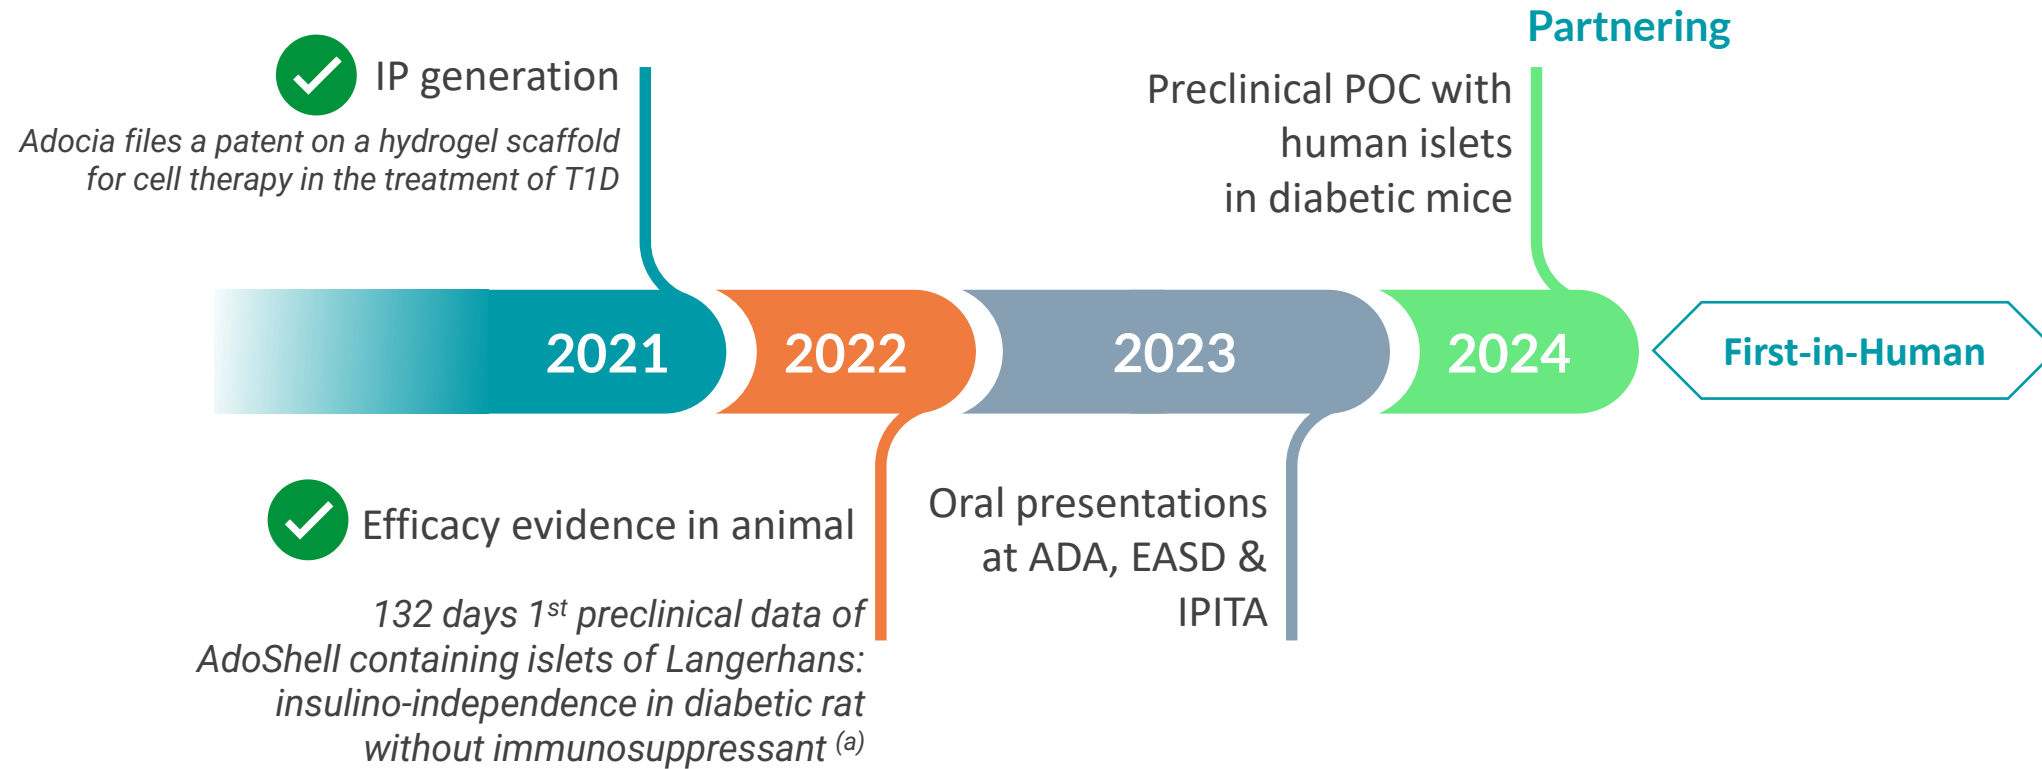 Partnering
IP generation
Adocia files a patent on a hydrogel scaffold
for cell therapy in the treatment of T1D
Preclinical POC with
human islets
in diabetic mice
2021
2022
2023
2024
First-in-Human
Efficacy evidence in animal
132 days 1st preclinical data of
AdoShell containing islets of Langerhans:
insulino-independence in diabetic rat
without immunosuppressant (a)
Oral presentations
at ADA, EASD &
IPITA